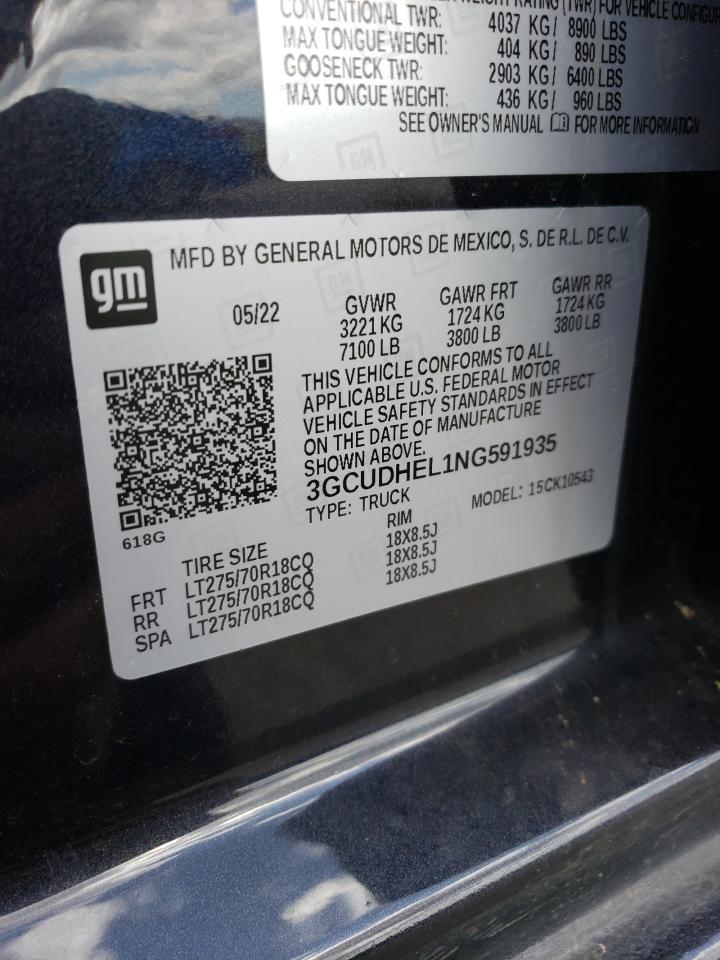 WEIGHT RATING (TWR) FOR VEHICLE
CONVENTIONAL TWR: 4037 KG/ 8900 LBS
MAX TONGUE WEIGHT: 404 KG/ 890 LBS
GOOSENECK TWR: 2903 KG/ 6400 LBS
MAX TONGUE WEIGHT: 436 KG/ 960 LBS
SEE OWNER'S MANUAL FOR MORE INFORMATION
gm
MFD BY GENERAL MOTORS DE MEXICO, S. DE R.L. DE C.V.
05/22 GVWR GAWR FRT GAWR RR
3221 KG 1724 KG 1724 KG
7100 LB 3800 LB 3800 LB
THIS VEHICLE CONFORMS TO ALL
APPLICABLE U.S. FEDERAL MOTOR
VEHICLE SAFETY STANDARDS IN EFFECT
ON THE DATE OF MANUFACTURE
SHOWN ABOVE.
3GCUDHEL1NG591935
TYPE: TRUCK MODEL: 15CK10543
618G
TIRE SIZE RIM
FRT LT275/70R18CQ 18X8.5J
RR LT275/70R18CQ 18X8.5J
SPA LT275/70R18CQ 18X8.5J